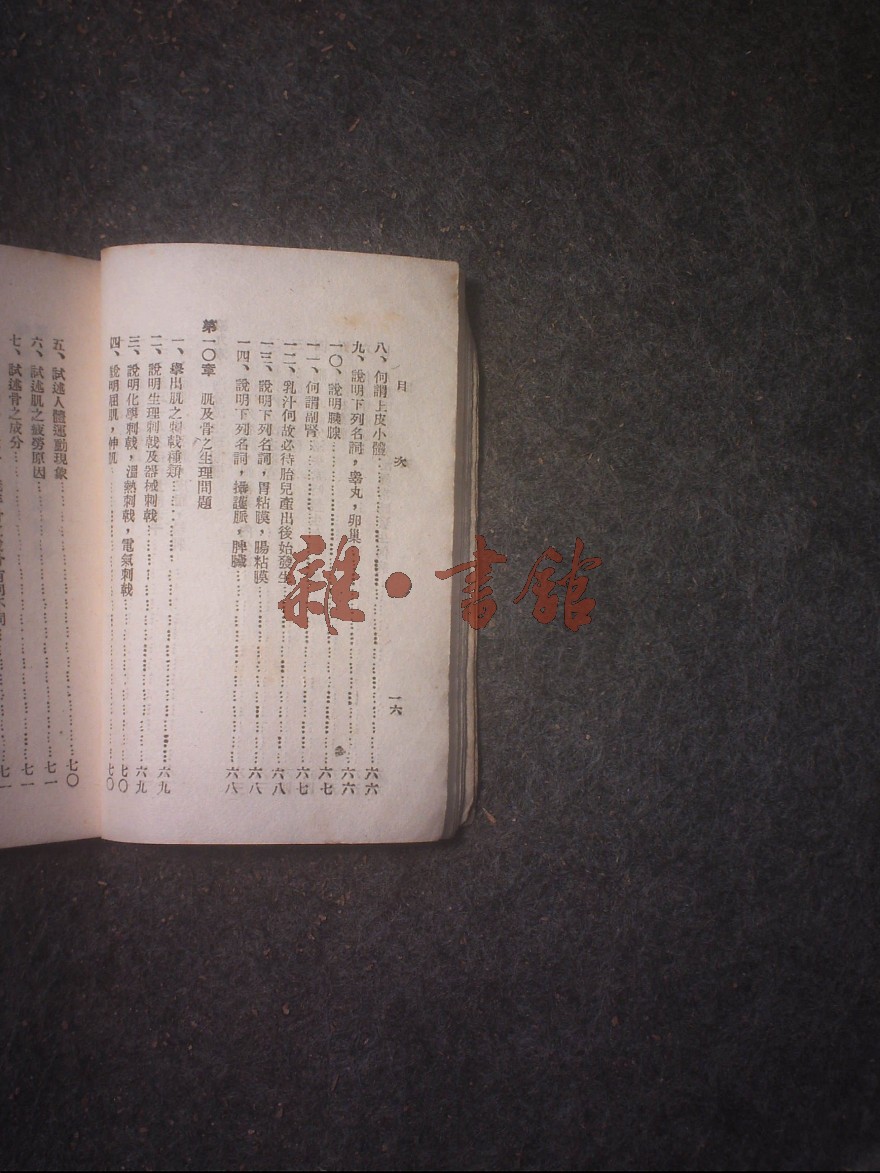 目次
一六
八、何謂上皮小體……六六
九、說明下列名詞，睾丸，卵巢……六六
一〇、說明胰腺……六七
一一、何謂副腎……六七
一二、乳汁何故必待胎兒產出後始發生……六八
一三、說明下列名詞，胃粘膜，腸粘膜……六八
一四、說明下列名詞，攝護腺，脾臟……六八
第一〇章 肌及骨之生理問題
一、舉出肌之刺戟種類……六九
二、說明生理刺戟及器械刺戟……六九
三、說明化學刺戟，溫熱刺戟，電氣刺戟……七〇
四、說明屈肌，伸肌……七〇
五、試述人體運動現象……七〇
六、試述肌之疲勞原因……七一
七、試述骨之成分……七一
雜·書館